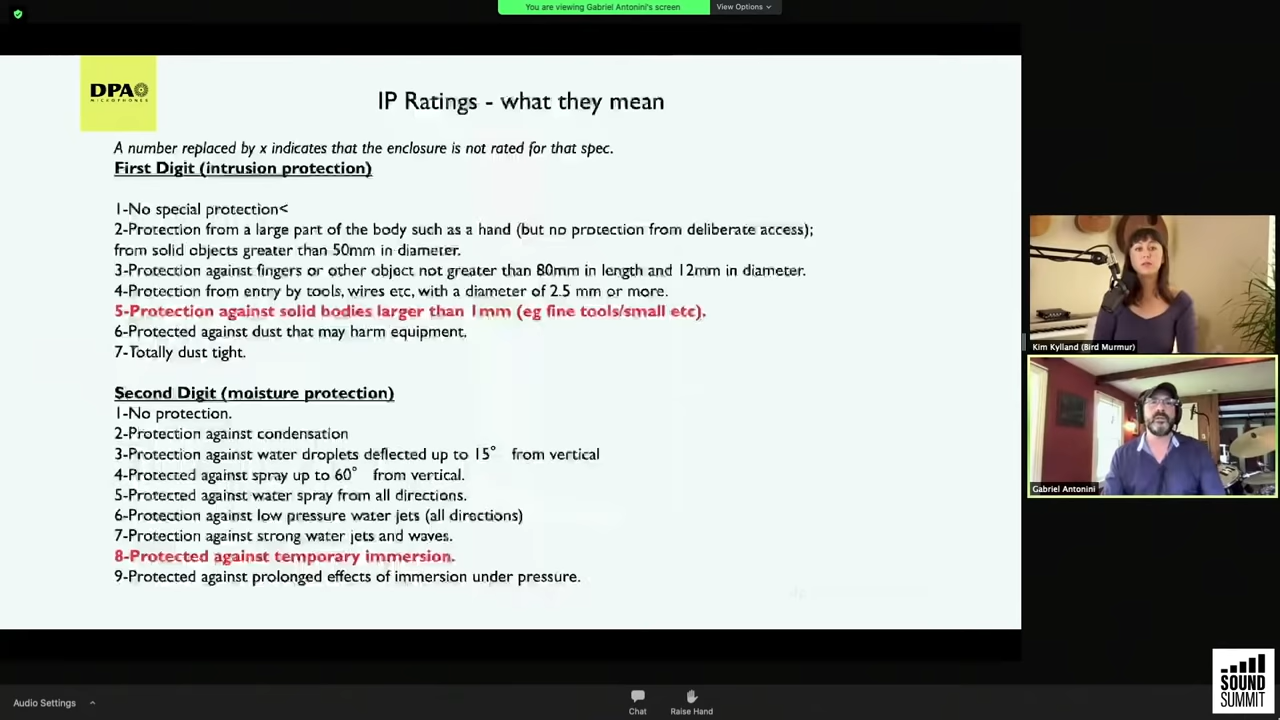 You are viewing Gabriel Antonini's screen
View Options
DPA
MICROPHONES
IP Ratings - what they mean
A number replaced by x indicates that the enclosure is not rated for that spec.
First Digit (intrusion protection)
1-No special protection<
2-Protection from a large part of the body such as a hand (but no protection from deliberate access);
from solid objects greater than 50mm in diameter.
3-Protection against fingers or other object not greater than 80mm in length and 12mm in diameter.
4-Protection from entry by tools, wires etc, with a diameter of 2.5 mm or more.
5-Protection against solid bodies larger than 1mm (eg fine tools/small etc).
6-Protected against dust that may harm equipment.
7-Totally dust tight.
Second Digit (moisture protection)
1-No protection.
2-Protection against condensation
3-Protection against water droplets deflected up to 15° from vertical
4-Protected spray up to 60° from vertical.
5-Protected against water spray from all directions.
6-Protection against low pressure water jets (all directions)
7-Protection against strong water jets and waves.
8-Protected against temporary immersion.
9-Protected against prolonged effects of immersion under pressure.
Kim Kylland (Bird Murmur)
Gabriel Antonini
Audio Settings
Chat
Raise Hand
SOUND
SUMMIT